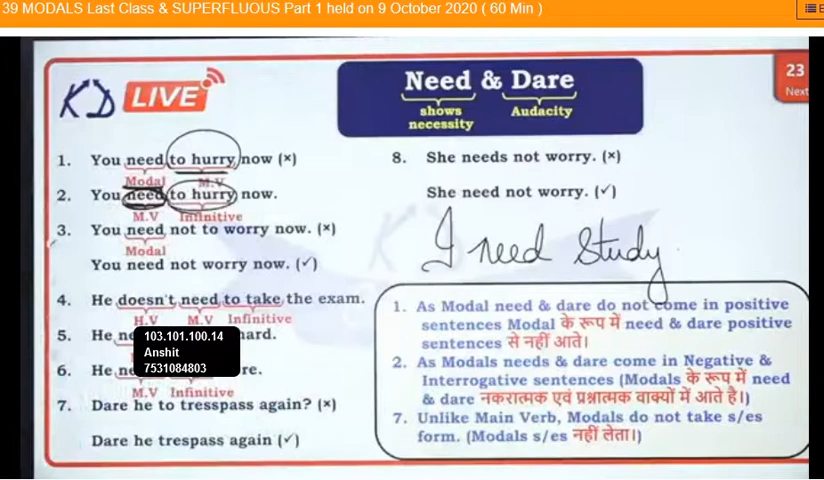 39 MODALS Last Class & SUPERFLUOUS Part 1 held on 9 October 2020 ( 60 Min )
KD LIVE
Need & Dare
shows necessity
Audacity
23
Next
1. You need to hurry now (×)
Modal M.V
2. You need to hurry now.
M.V Infinitive
3. You need not to worry now. (×)
Modal
You need not worry now. (✓)
4. He doesn't need to take the exam.
H.V M.V Infinitive
5. He
103.101.100.14
Anshit
7531084803
6. He
M.V Infinitive
7. Dare he to tresspass again? (×)
Dare he trespass again (✓)
8. She needs not worry. (×)
She need not worry. (✓)
I need Study
1. As Modal need & dare do not come in positive
sentences Modal के रूप में need & dare positive
sentences से नहीं आते।
2. As Modals needs & dare come in Negative &
Interrogative sentences (Modals के रूप में need
& dare नकरात्मक एवं प्रश्नात्मक वाक्यों में आते है।)
7. Unlike Main Verb, Modals do not take s/es
form. (Modals s/es नहीं लेता।)